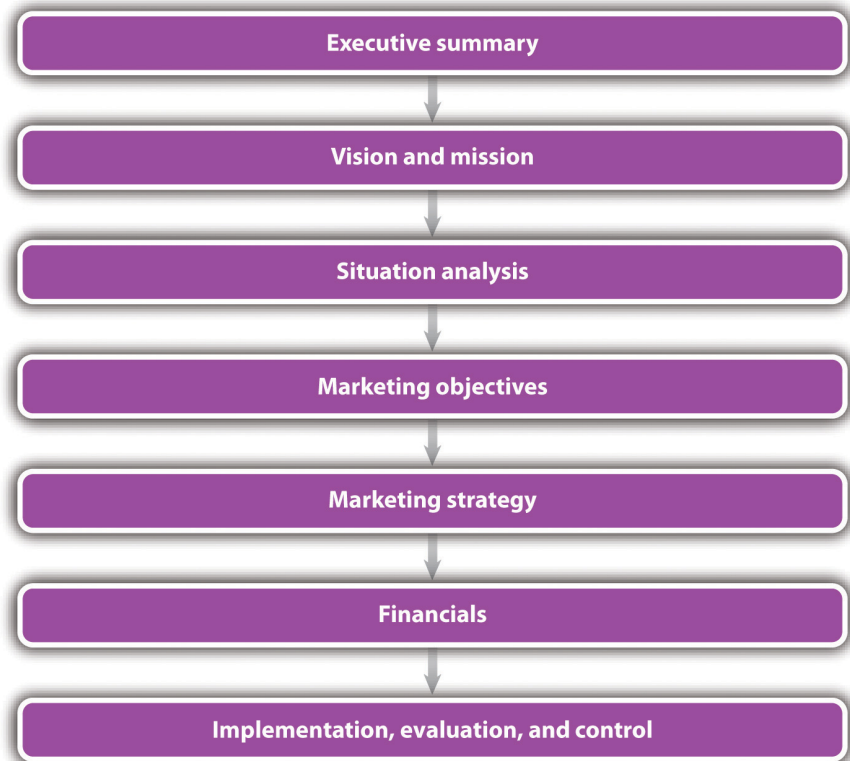 Executive summary
Vision and mission
Situation analysis
Marketing objectives
Marketing strategy
Financials
Implementation, evaluation, and control